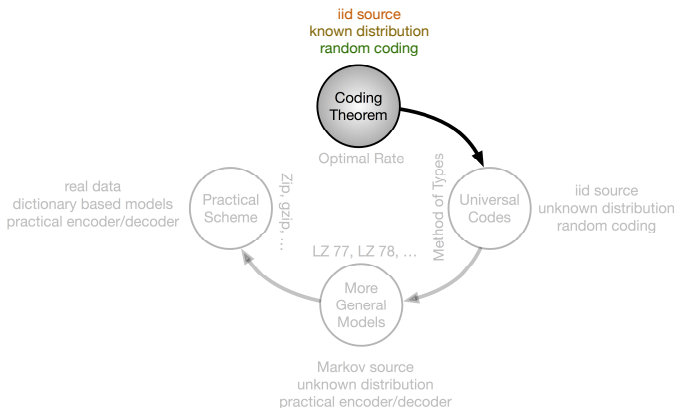 iid source
known distribution
random coding
Coding
Theorem
Optimal Rate
real data
dictionary based models
practical encoder/decoder
Practical
Scheme
Zip, gzip, ...
Method of Types
Universal
Codes
iid source
unknown distribution
random coding
LZ 77, LZ 78, ...
More
General
Models
Markov source
unknown distribution
practical encoder/decoder